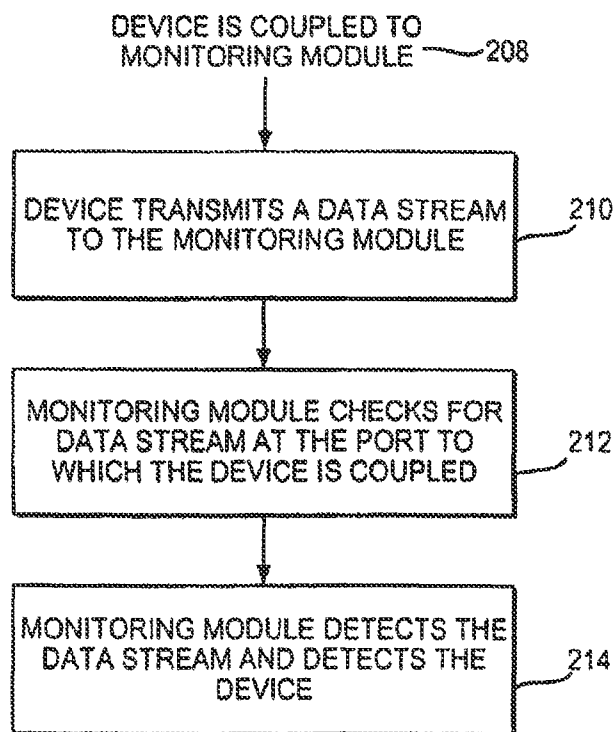 DEVICE IS COUPLED TO
MONITORING MODULE 208
DEVICE TRANSMITS A DATA STREAM
TO THE MONITORING MODULE
210
MONITORING MODULE CHECKS FOR
DATA STREAM AT THE PORT TO
WHICH THE DEVICE IS COUPLED
212
MONITORING MODULE DETECTS THE
DATA STREAM AND DETECTS THE
DEVICE
214